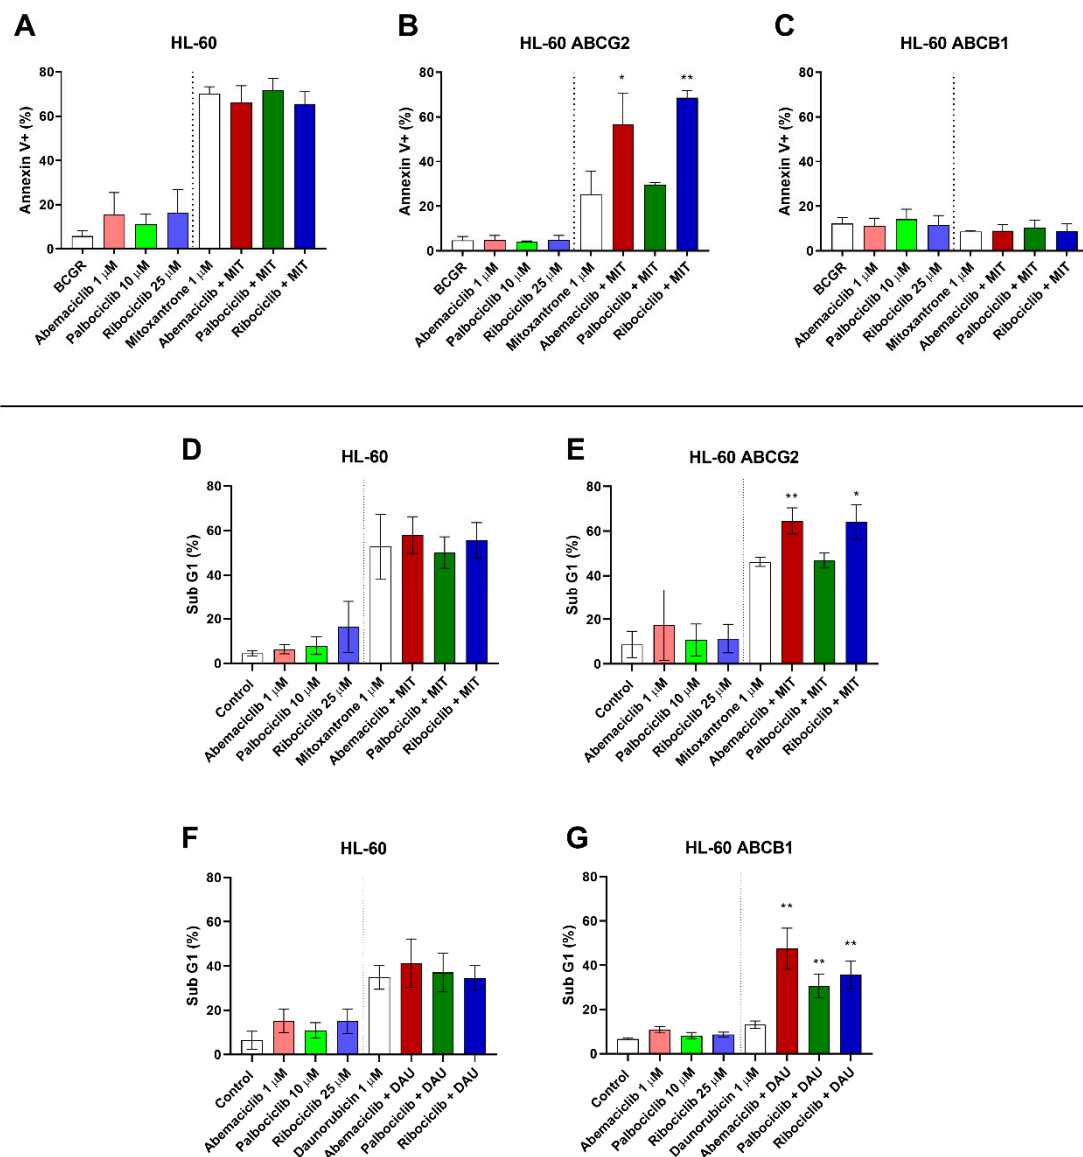 A
HL-60
Annexin V+ (%)
80
60
40
20
0
BCGR
Abemaciclib 1 μM
Palbociclib 10 μM
Ribociclib 25 μM
Mitoxantrone 1 μM
Abemaciclib + MIT
Palbociclib + MIT
Ribociclib + MIT
B
HL-60 ABCG2
Annexin V+ (%)
80
60
40
20
0
*
**
BCGR
Abemaciclib 1 μM
Palbociclib 10 μM
Ribociclib 25 μM
Mitoxantrone 1 μM
Abemaciclib + MIT
Palbociclib + MIT
Ribociclib + MIT
C
HL-60 ABCB1
Annexin V+ (%)
80
60
40
20
0
BCGR
Abemaciclib 1 μM
Palbociclib 10 μM
Ribociclib 25 μM
Mitoxantrone 1 μM
Abemaciclib + MIT
Palbociclib + MIT
Ribociclib + MIT
D
HL-60
Sub G1 (%)
80
60
40
20
0
Control
Abemaciclib 1 μM
Palbociclib 10 μM
Ribociclib 25 μM
Mitoxantrone 1 μM
Abemaciclib + MIT
Palbociclib + MIT
Ribociclib + MIT
E
HL-60 ABCG2
Sub G1 (%)
80
60
40
20
0
**
*
Control
Abemaciclib 1 μM
Palbociclib 10 μM
Ribociclib 25 μM
Mitoxantrone 1 μM
Abemaciclib + MIT
Palbociclib + MIT
Ribociclib + MIT
F
HL-60
Sub G1 (%)
80
60
40
20
0
Control
Abemaciclib 1 μM
Palbociclib 10 μM
Ribociclib 25 μM
Daunorubicin 1 μM
Abemaciclib + DAU
Palbociclib + DAU
Ribociclib + DAU
G
HL-60 ABCB1
Sub G1 (%)
80
60
40
20
0
**
**
**
Control
Abemaciclib 1 μM
Palbociclib 10 μM
Ribociclib 25 μM
Daunorubicin 1 μM
Abemaciclib + DAU
Palbociclib + DAU
Ribociclib + DAU